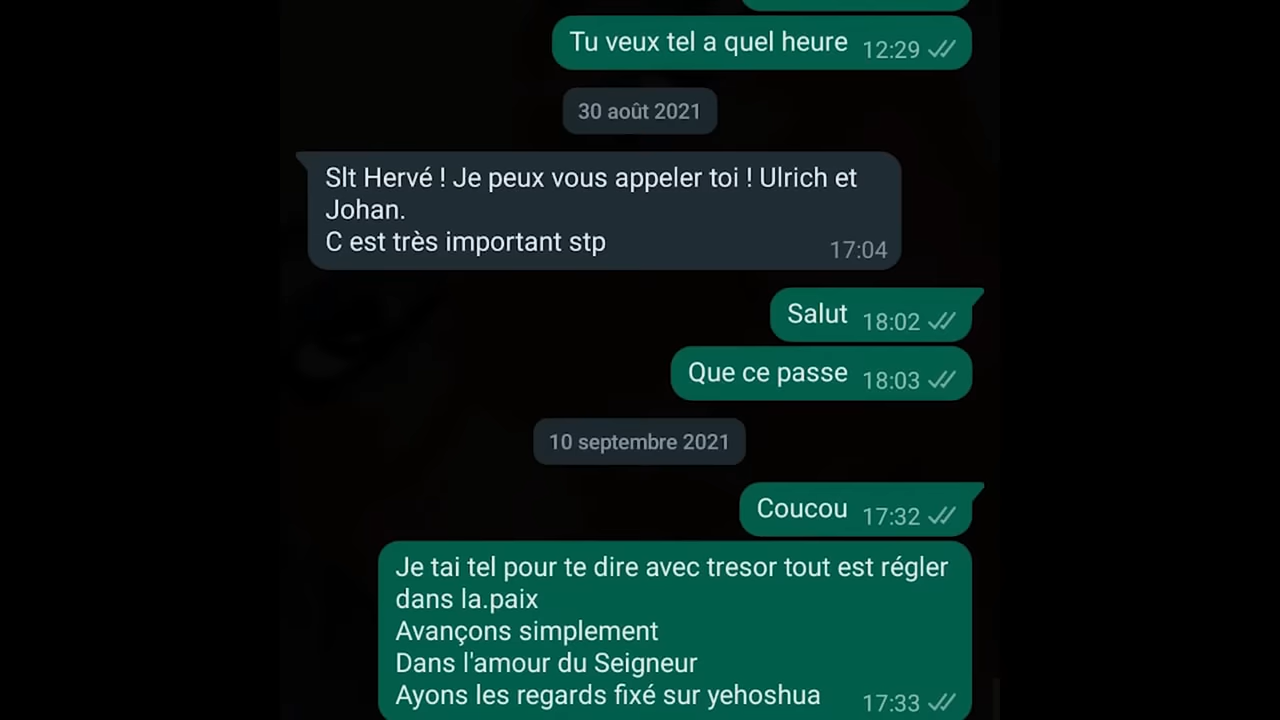 Tu veux tel a quel heure 12:29
30 août 2021
Slt Hervé ! Je peux vous appeler toi ! Ulrich et
Johan.
C est très important stp 17:04
Salut 18:02
Que ce passe 18:03
10 septembre 2021
Coucou 17:32
Je tai tel pour te dire avec tresor tout est régler
dans la.paix
Avançons simplement
Dans l'amour du Seigneur
Ayons les regards fixé sur yehoshua 17:33